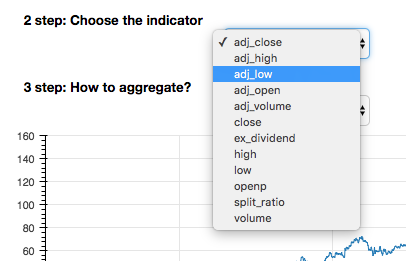 2 step: Choose the indicator
✓ adj_close
adj_high
adj_low
adj_open
adj_volume
close
ex_dividend
high
low
openp
split_ratio
volume
3 step: How to aggregate?
160
140
120
100
80
60